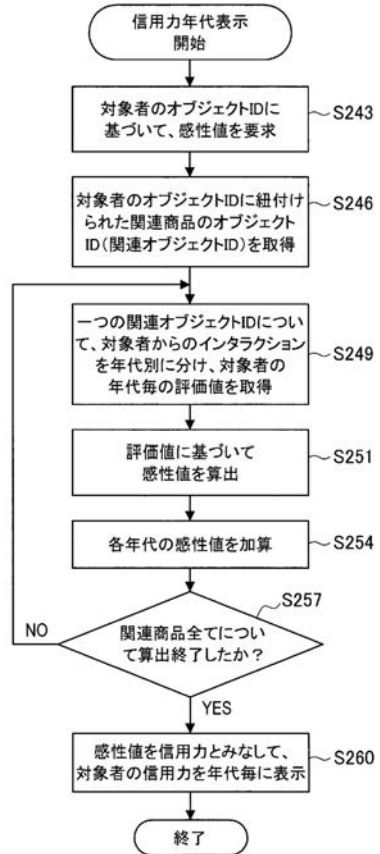 信用力年代表示
開始
対象者のオブジェクトIDに
基づいて、感性値を要求
S243
対象者のオブジェクトIDに紐付け
られた関連商品のオブジェクト
ID(関連オブジェクトID)を取得
S246
一つの関連オブジェクトIDについ
て、対象者からのインタラクション
を年代別に分け、対象者の
年代毎の評価値を取得
S249
評価値に基づいて
感性値を算出
S251
各年代の感性値を加算
S254
S257
関連商品全てについ
て算出終了したか？
NO
YES
感性値を信用力とみなして、
対象者の信用力を年代毎に表示
S260
終了